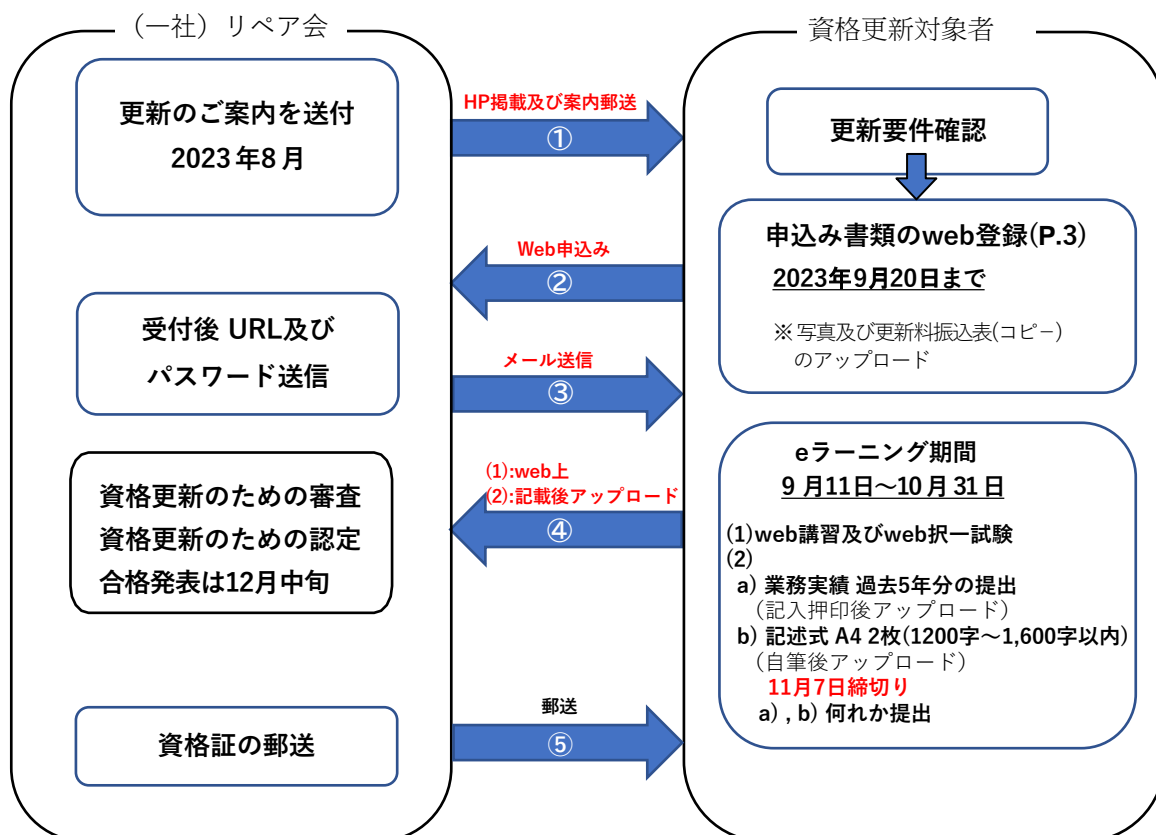 （一社）リペア会
更新のご案内を送付
2023年8月
受付後 URL及び
パスワード送信
資格更新のための審査
資格更新のための認定
合格発表は12月中旬
資格証の郵送
HP掲載及び案内郵送
①
Web申込み
②
メール送信
③
(1):web上
(2):記載後アップロード
④
郵送
⑤
資格更新対象者
更新要件確認
申込み書類のweb登録(P.3)
2023年9月20日まで
※写真及び更新料振込表(コピｰ)
のアップロード
eラーニング期間
9月11日～10月31日
(1)web講習及びweb択一試験
(2)
a) 業務実績 過去5年分の提出
（記入押印後アップロード）
b) 記述式 A4 2枚(1200字～1,600字以内)
（自筆後アップロード）
11月7日締切り
a) , b) 何れか提出